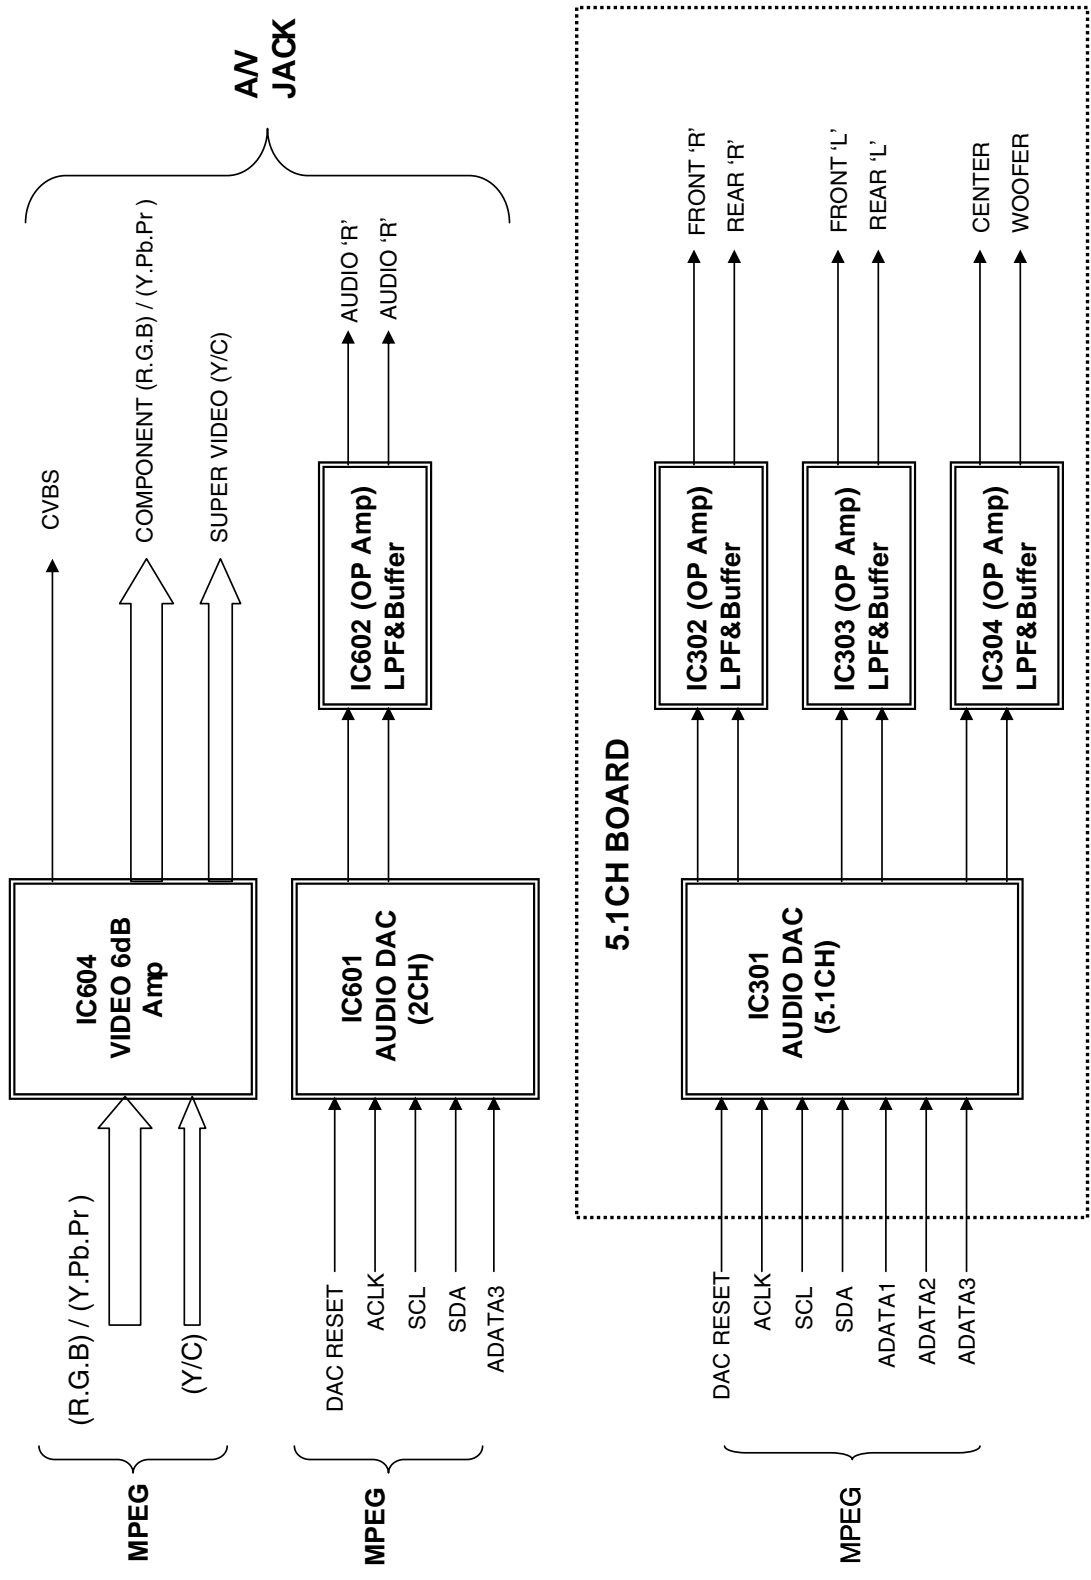 MPEG
(R.G.B) / (Y.Pb.Pr )
(Y/C)
IC604
VIDEO 6dB
Amp
CVBS
COMPONENT (R.G.B) / (Y.Pb.Pr )
SUPER VIDEO (Y/C)
A/V
JACK
MPEG
DAC RESET
ACLK
SCL
SDA
ADATA3
IC601
AUDIO DAC
(2CH)
IC602 (OP Amp)
LPF&Buffer
AUDIO ‘R’
AUDIO ‘R’
5.1CH BOARD
MPEG
DAC RESET
ACLK
SCL
SDA
ADATA1
ADATA2
ADATA3
IC301
AUDIO DAC
(5.1CH)
IC302 (OP Amp)
LPF&Buffer
FRONT ‘R’
REAR ‘R’
IC303 (OP Amp)
LPF&Buffer
FRONT ‘L’
REAR ‘L’
IC304 (OP Amp)
LPF&Buffer
CENTER
WOOFER